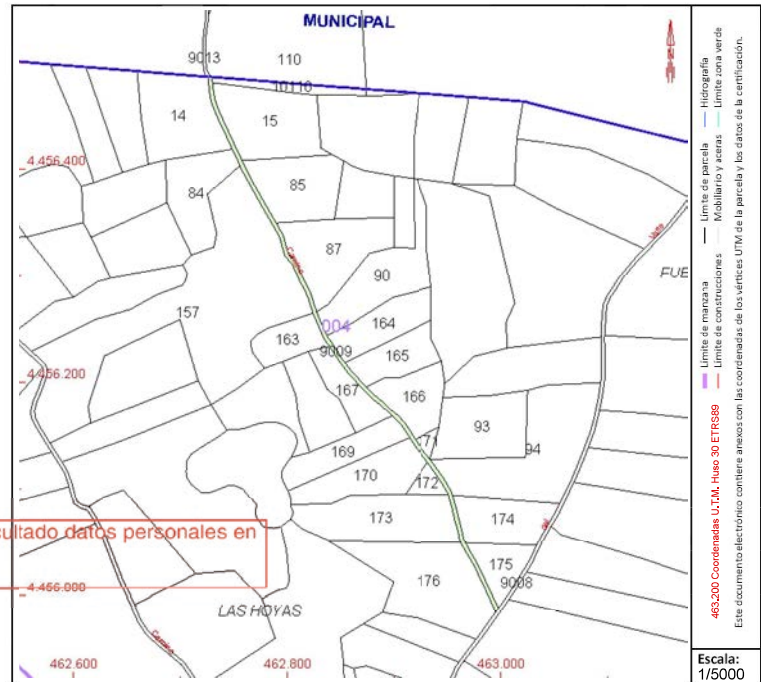 MUNICIPAL
9013
110
10110
14
15
4.456.400
84
85
87
90
Camino
FUE
157
004
164
163
9009
165
4.456.200
167
166
93
171
94
169
170
172
173
174
cultado datos personales en
175
176
9008
4.456.000
LAS HOYAS
Camino
462.600
462.800
463.000
Límite de manzana
Límite de parcela
Hidrografía
Límite de construcciones
Mobiliario y aceras
Límite zona verde
463.200 Coordenadas U.T.M. Huso 30 ETRS89
Este documento electrónico contiene anexos con las coordenadas de los vértices UTM de la parcela y los datos de la certificación.
Escala:
1/5000